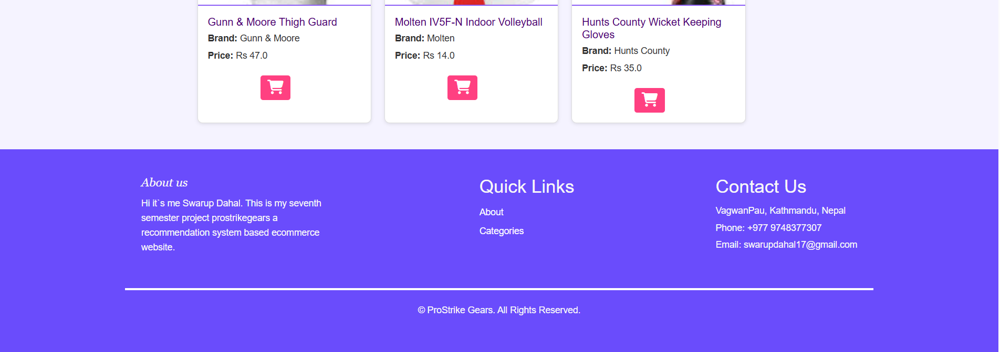 Gunn & Moore Thigh Guard
Brand: Gunn & Moore
Price: Rs 47.0
Molten IV5F-N Indoor Volleyball
Brand: Molten
Price: Rs 14.0
Hunts County Wicket Keeping
Gloves
Brand: Hunts County
Price: Rs 35.0
About us
Hi it`s me Swarup Dahal. This is my seventh
semester project prostrikegears a
recommendation system based ecommerce
website.
Quick Links
About
Categories
Contact Us
VagwanPau, Kathmandu, Nepal
Phone: +977 9748377307
Email: swarupdahal17@gmail.com
© ProStrike Gears. All Rights Reserved.